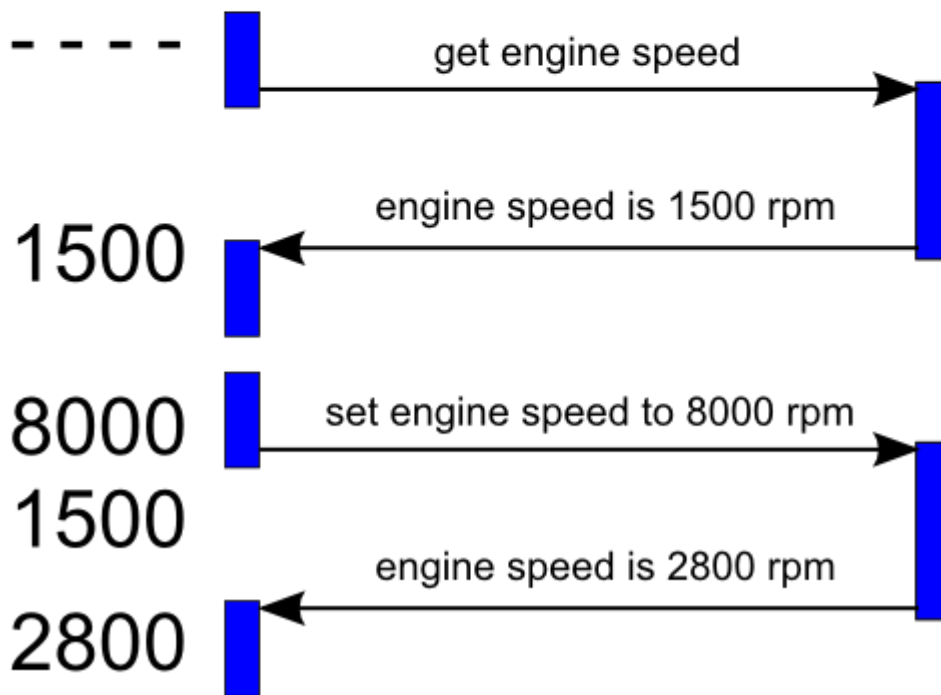 - - - -
get engine speed
engine speed is 1500 rpm
1500
8000
set engine speed to 8000 rpm
1500
engine speed is 2800 rpm
2800